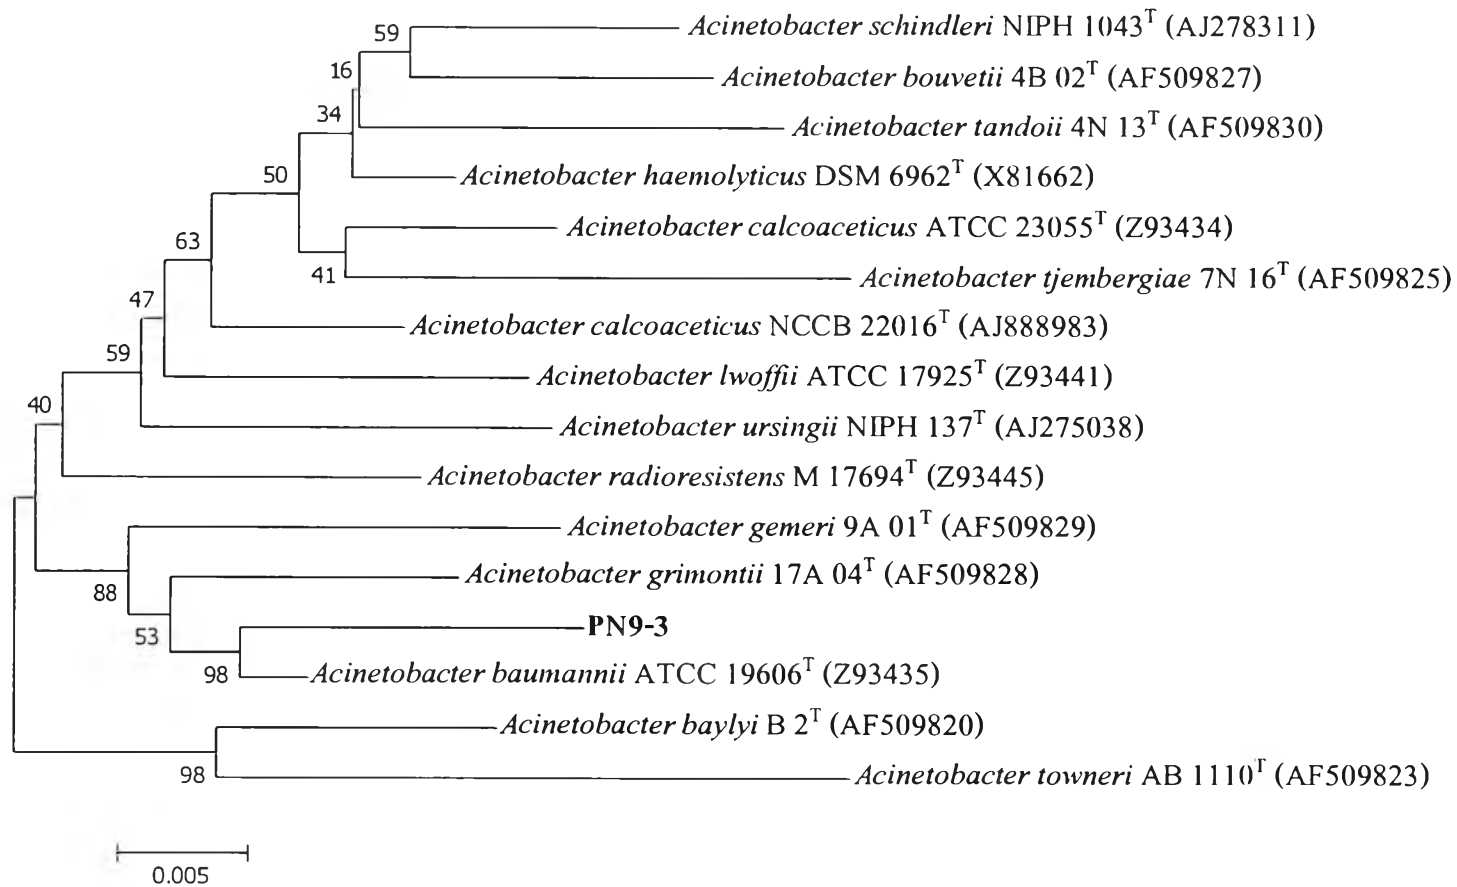 59 Acinetobacter schindleri NIPH 1043ᵀ (AJ278311)
16
Acinetobacter bouvetii 4B 02ᵀ (AF509827)
34
Acinetobacter tandoii 4N 13ᵀ (AF509830)
50 Acinetobacter haemolyticus DSM 6962ᵀ (X81662)
Acinetobacter calcoaceticus ATCC 23055ᵀ (Z93434)
63
41 Acinetobacter tjembergiae 7N 16ᵀ (AF509825)
47
Acinetobacter calcoaceticus NCCB 22016ᵀ (AJ888983)
59
Acinetobacter lwoffii ATCC 17925ᵀ (Z93441)
40
Acinetobacter ursingii NIPH 137ᵀ (AJ275038)
Acinetobacter radioresistens M 17694ᵀ (Z93445)
Acinetobacter gemeri 9A 01ᵀ (AF509829)
Acinetobacter grimontii 17A 04ᵀ (AF509828)
88
53 PN9-3
98 Acinetobacter baumannii ATCC 19606ᵀ (Z93435)
Acinetobacter baylyi B 2ᵀ (AF509820)
98 Acinetobacter towneri AB 1110ᵀ (AF509823)
0.005